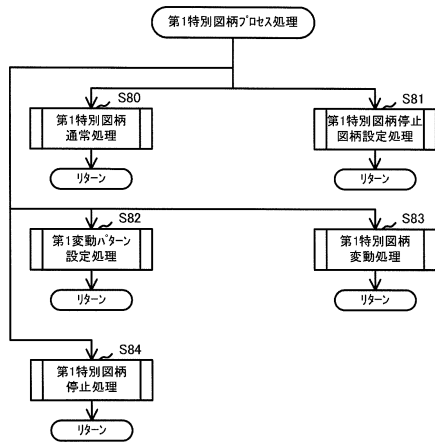 第1特別図柄プロセス処理
S80
第1特別図柄
通常処理
リターン
S81
第1特別図柄停止
図柄設定処理
リターン
S82
第1変動パターン
設定処理
リターン
S83
第1特別図柄
変動処理
リターン
S84
第1特別図柄
停止処理
リターン